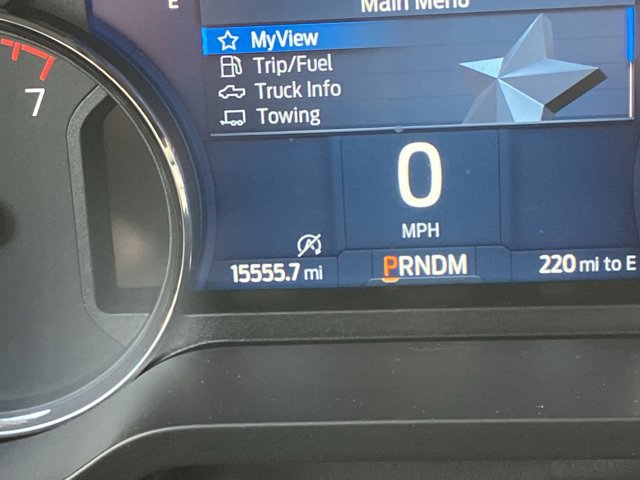 E
Main Menu
MyView
Trip/Fuel
Truck Info
Towing
7
0
MPH
15555.7 mi
PRNDM
220 mi to E